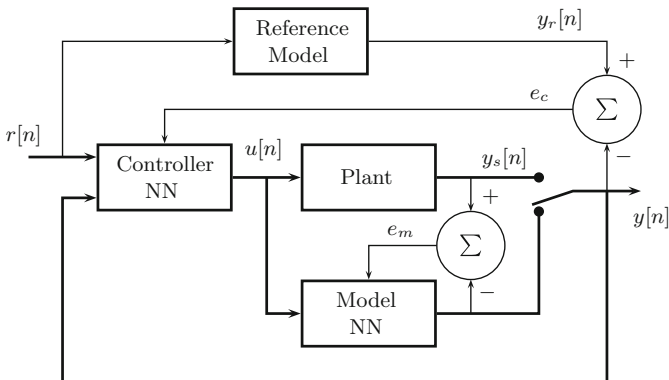 Reference
Model
y_r[n]
+
e_c
Σ
r[n]
−
Controller
NN
u[n]
Plant
y_s[n]
+
y[n]
e_m
Σ
−
Model
NN